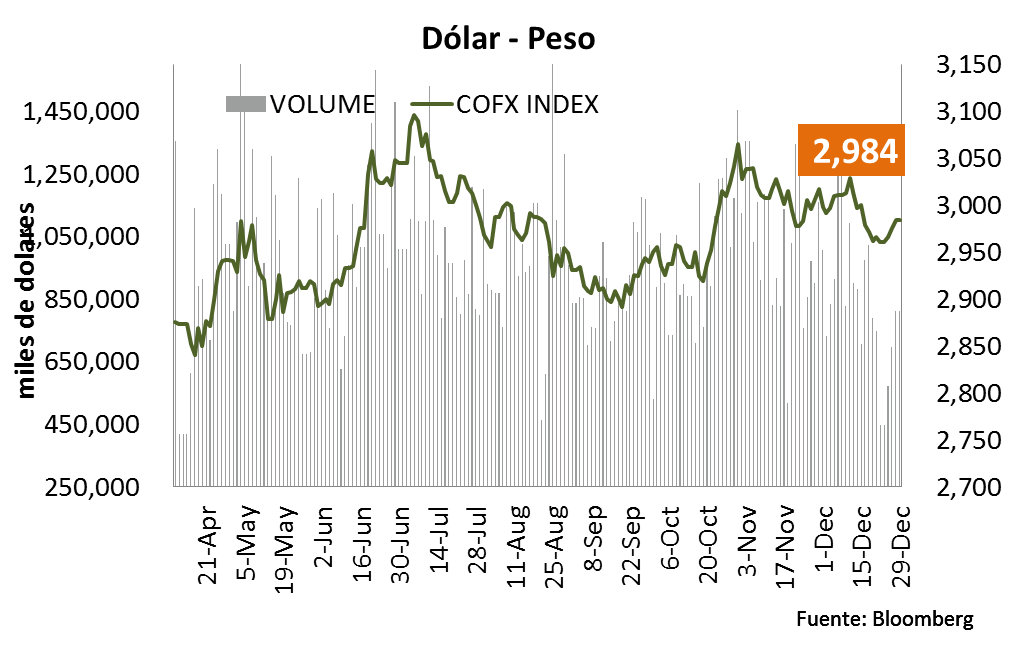 Dólar - Peso
VOLUME
COFX INDEX
2,984
miles de dolares
1,450,000
1,250,000
1,050,000
850,000
650,000
450,000
250,000
3,150
3,100
3,050
3,000
2,950
2,900
2,850
2,800
2,750
2,700
21-Apr
5-May
19-May
2-Jun
16-Jun
30-Jun
14-Jul
28-Jul
11-Aug
25-Aug
8-Sep
22-Sep
6-Oct
20-Oct
3-Nov
17-Nov
1-Dec
15-Dec
29-Dec
Fuente: Bloomberg